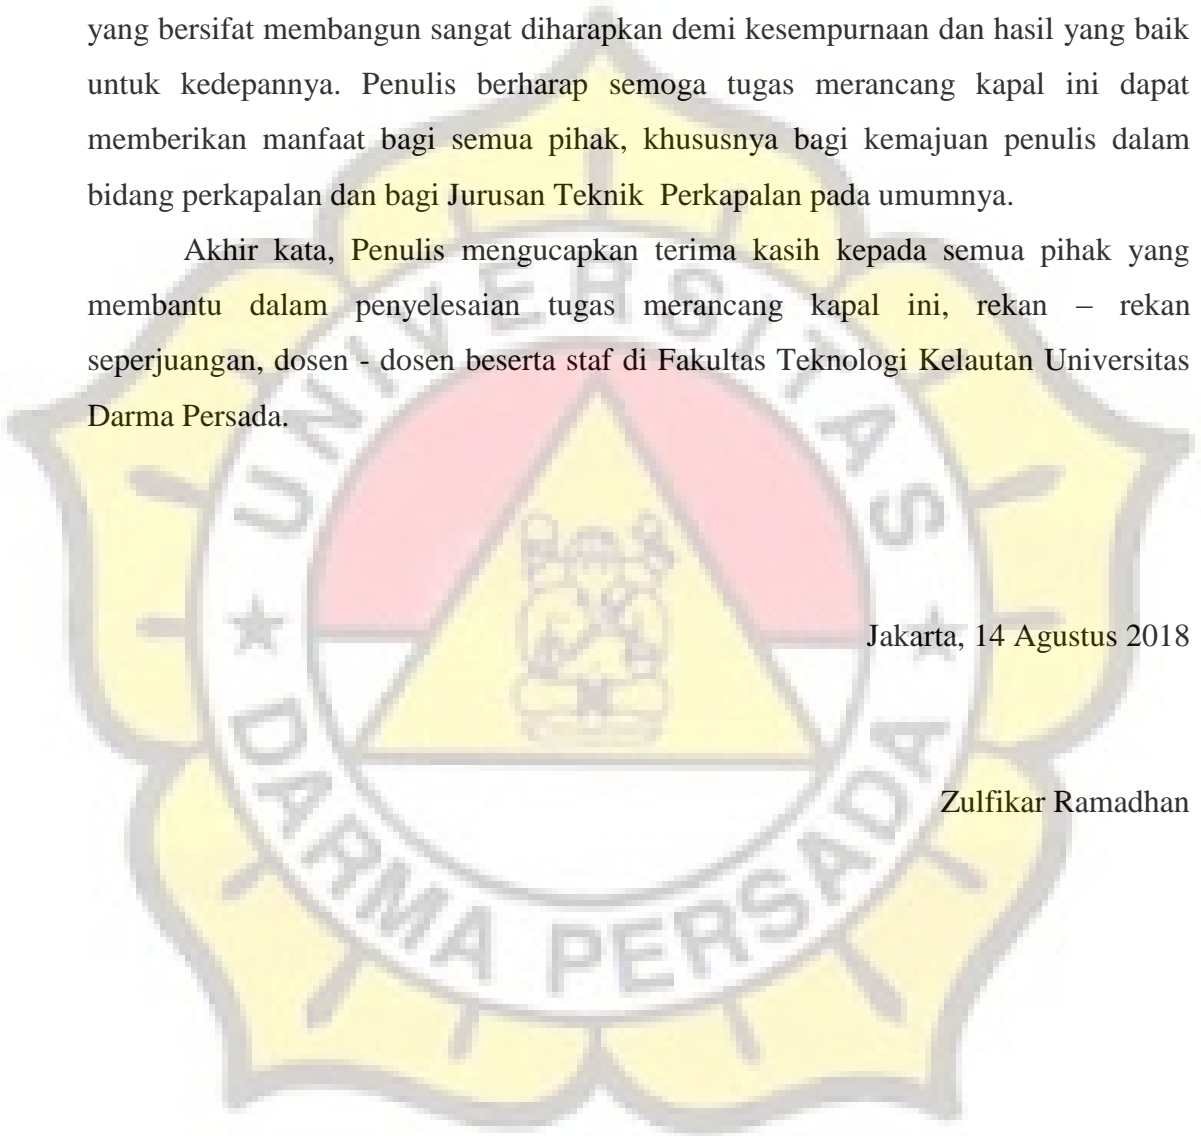 yang bersifat membangun sangat diharapkan demi kesempurnaan dan hasil yang baik
untuk kedepannya. Penulis berharap semoga tugas merancang kapal ini dapat
memberikan manfaat bagi semua pihak, khususnya bagi kemajuan penulis dalam
bidang perkapalan dan bagi Jurusan Teknik Perkapalan pada umumnya.
Akhir kata, Penulis mengucapkan terima kasih kepada semua pihak yang
membantu dalam penyelesaian tugas merancang kapal ini, rekan – rekan
seperjuangan, dosen - dosen beserta staf di Fakultas Teknologi Kelautan Universitas
Darma Persada.
Jakarta, 14 Agustus 2018
Zulfikar Ramadhan
UNIVERSITAS
DARMA PERSADA